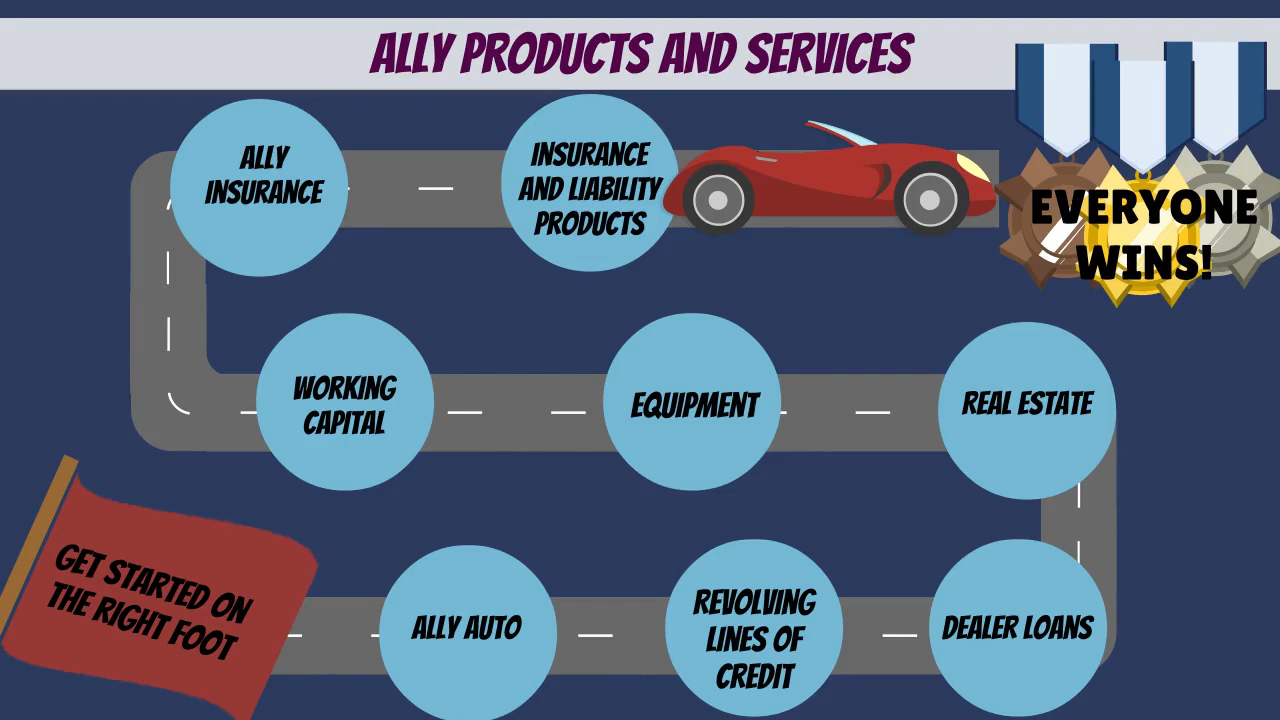 ALLY PRODUCTS AND SERVICES
ALLY
INSURANCE
INSURANCE
AND LIABILITY
PRODUCTS
EVERYONE
WINS!
WORKING
CAPITAL
EQUIPMENT
REAL ESTATE
GET STARTED ON
THE RIGHT FOOT
ALLY AUTO
REVOLVING
LINES OF
CREDIT
DEALER LOANS